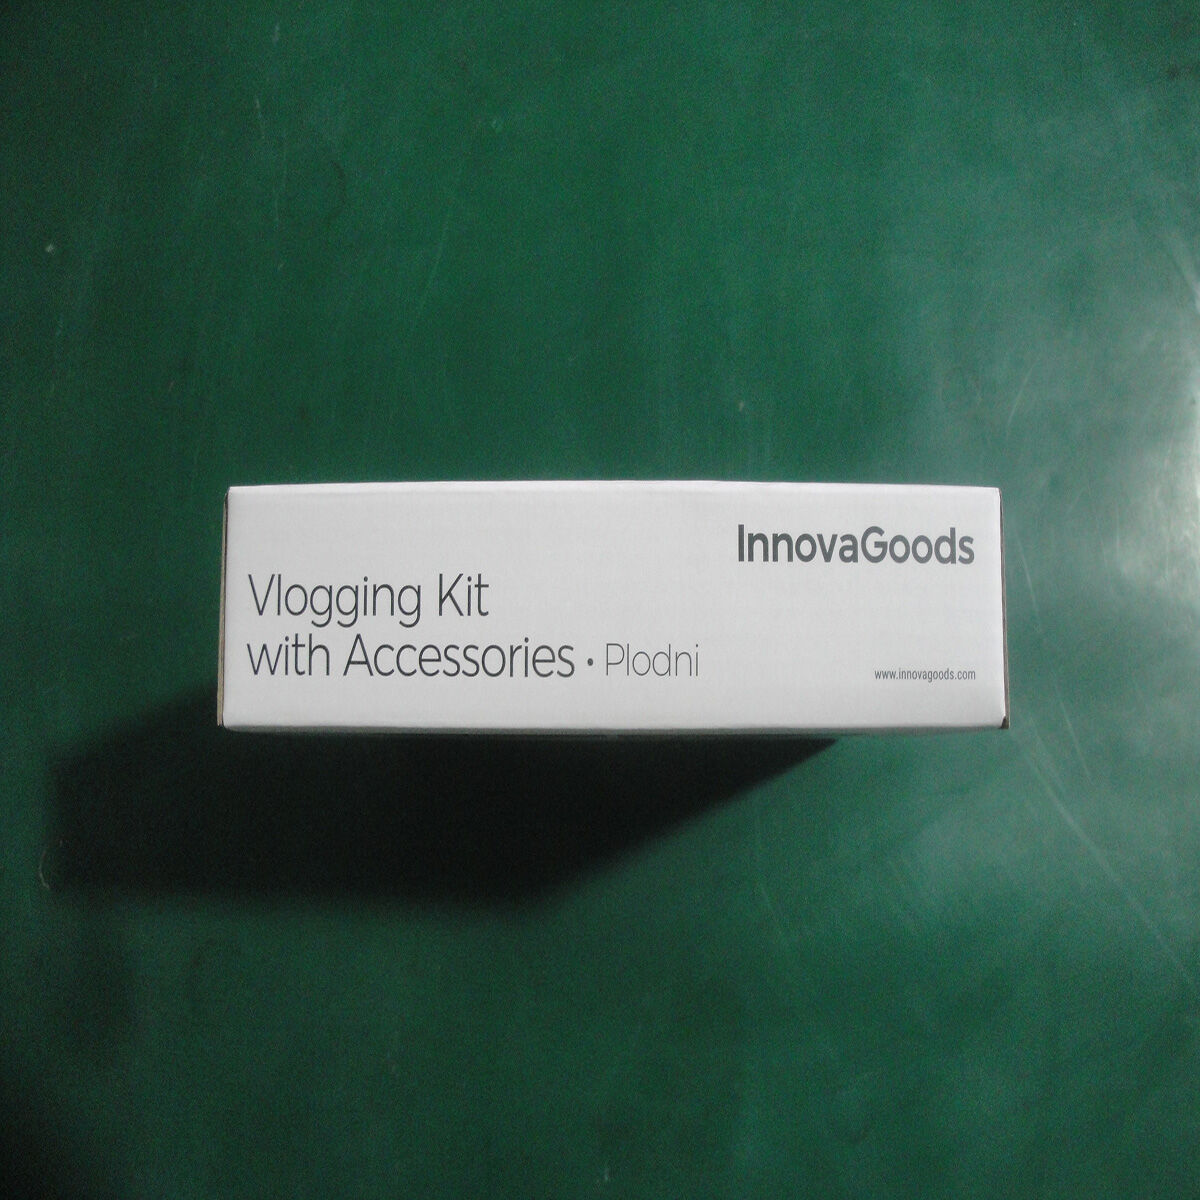 InnovaGoods
Vlogging Kit
with Accessories • Plodni
www.innovagoods.com